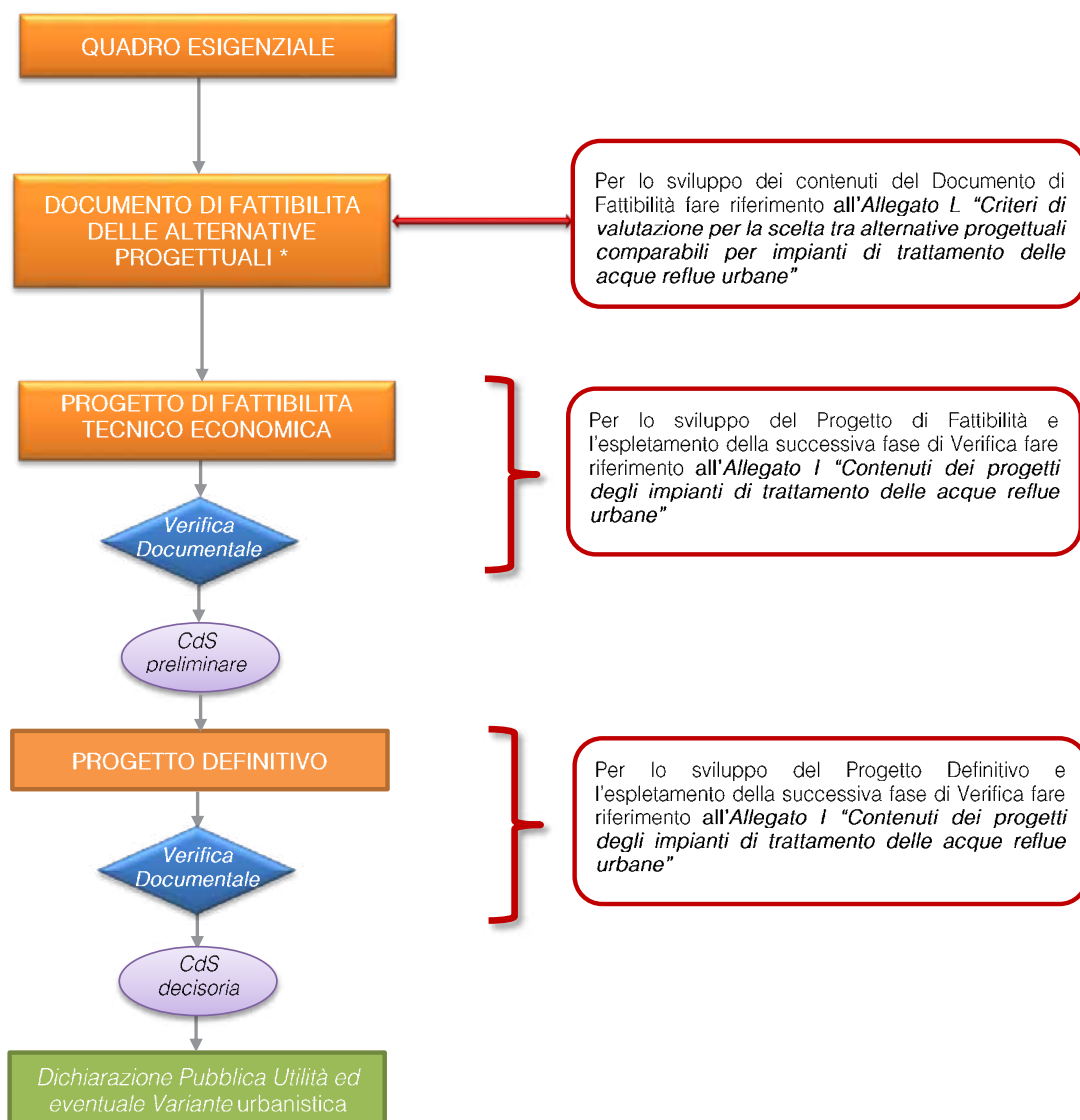 QUADRO ESIGENZIALE
DOCUMENTO DI FATTIBILITA
DELLE ALTERNATIVE
PROGETTUALI *
Per lo sviluppo dei contenuti del Documento di
Fattibilità fare riferimento all'Allegato L "Criteri di
valutazione per la scelta tra alternative progettuali
comparabili per impianti di trattamento delle
acque reflue urbane"
PROGETTO DI FATTIBILITA
TECNICO ECONOMICA
Per lo sviluppo del Progetto di Fattibilità e
l'espletamento della successiva fase di Verifica fare
riferimento all'Allegato I "Contenuti dei progetti
degli impianti di trattamento delle acque reflue
urbane"
Verifica
Documentale
CdS
preliminare
PROGETTO DEFINITIVO
Per lo sviluppo del Progetto Definitivo e
l'espletamento della successiva fase di Verifica fare
riferimento all'Allegato I "Contenuti dei progetti
degli impianti di trattamento delle acque reflue
urbane"
Verifica
Documentale
CdS
decisoria
Dichiarazione Pubblica Utilità ed
eventuale Variante urbanistica